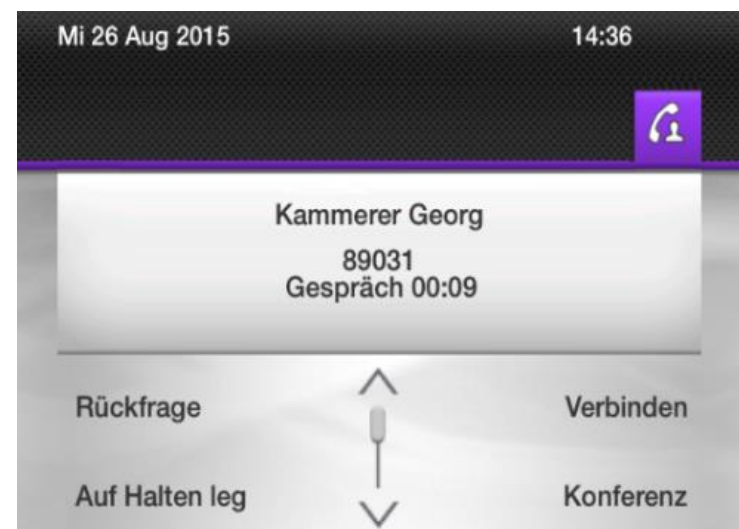 Mi 26 Aug 2015 14:36
Kammerer Georg
89031
Gespräch 00:09
Rückfrage Verbinden
Auf Halten leg Konferenz